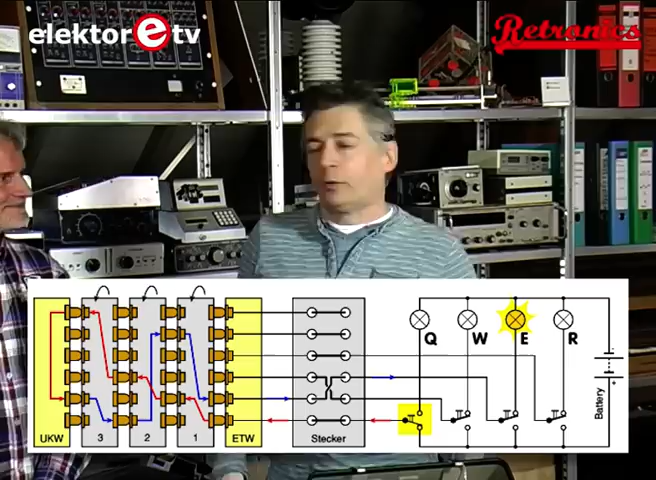 elektor e tv
Retronics
Q W E R
Battery
UKW 3 2 1 ETW Stecker